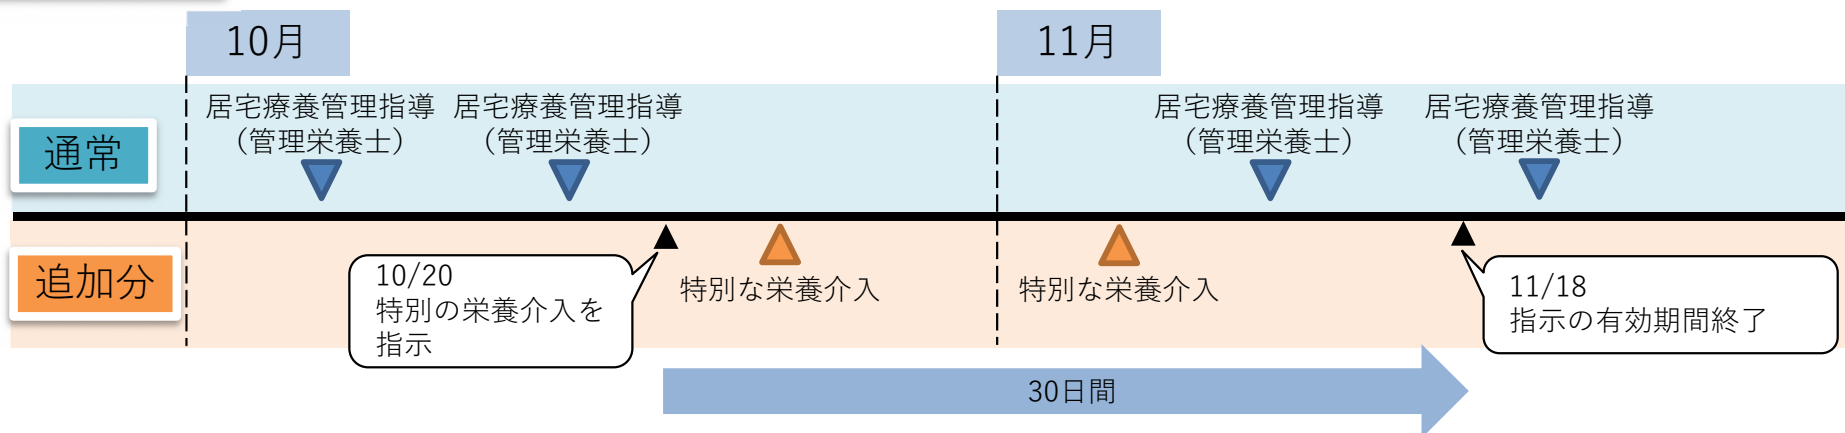 10月
11月
通常
居宅療養管理指導
（管理栄養士）
居宅療養管理指導
（管理栄養士）
居宅療養管理指導
（管理栄養士）
居宅療養管理指導
（管理栄養士）
追加分
10/20
特別の栄養介入を
指示
特別な栄養介入
特別な栄養介入
11/18
指示の有効期間終了
30日間